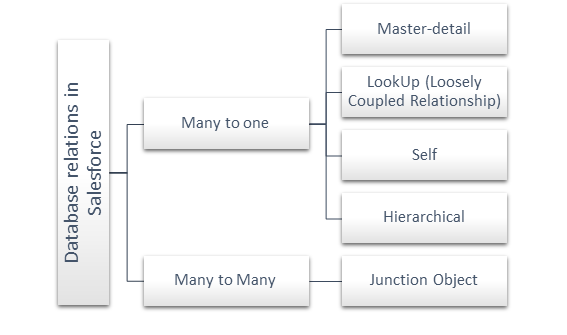 Database relations in
Salesforce
Many to one
Master-detail
LookUp (Loosely
Coupled Relationship)
Self
Hierarchical
Many to Many
Junction Object